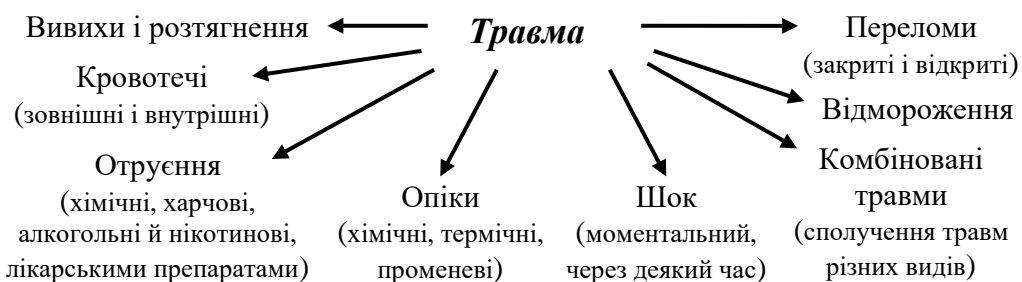 Травма
Вивихи і розтягнення
Кровотечі
(зовнішні і внутрішні)
Отруєння
(хімічні, харчові,
алкогольні й нікотинові,
лікарськими препаратами)
Опіки
(хімічні, термічні,
променеві)
Шок
(моментальний,
через деякий час)
Переломи
(закриті і відкриті)
Відмороження
Комбіновані
травми
(сполучення травм
різних видів)